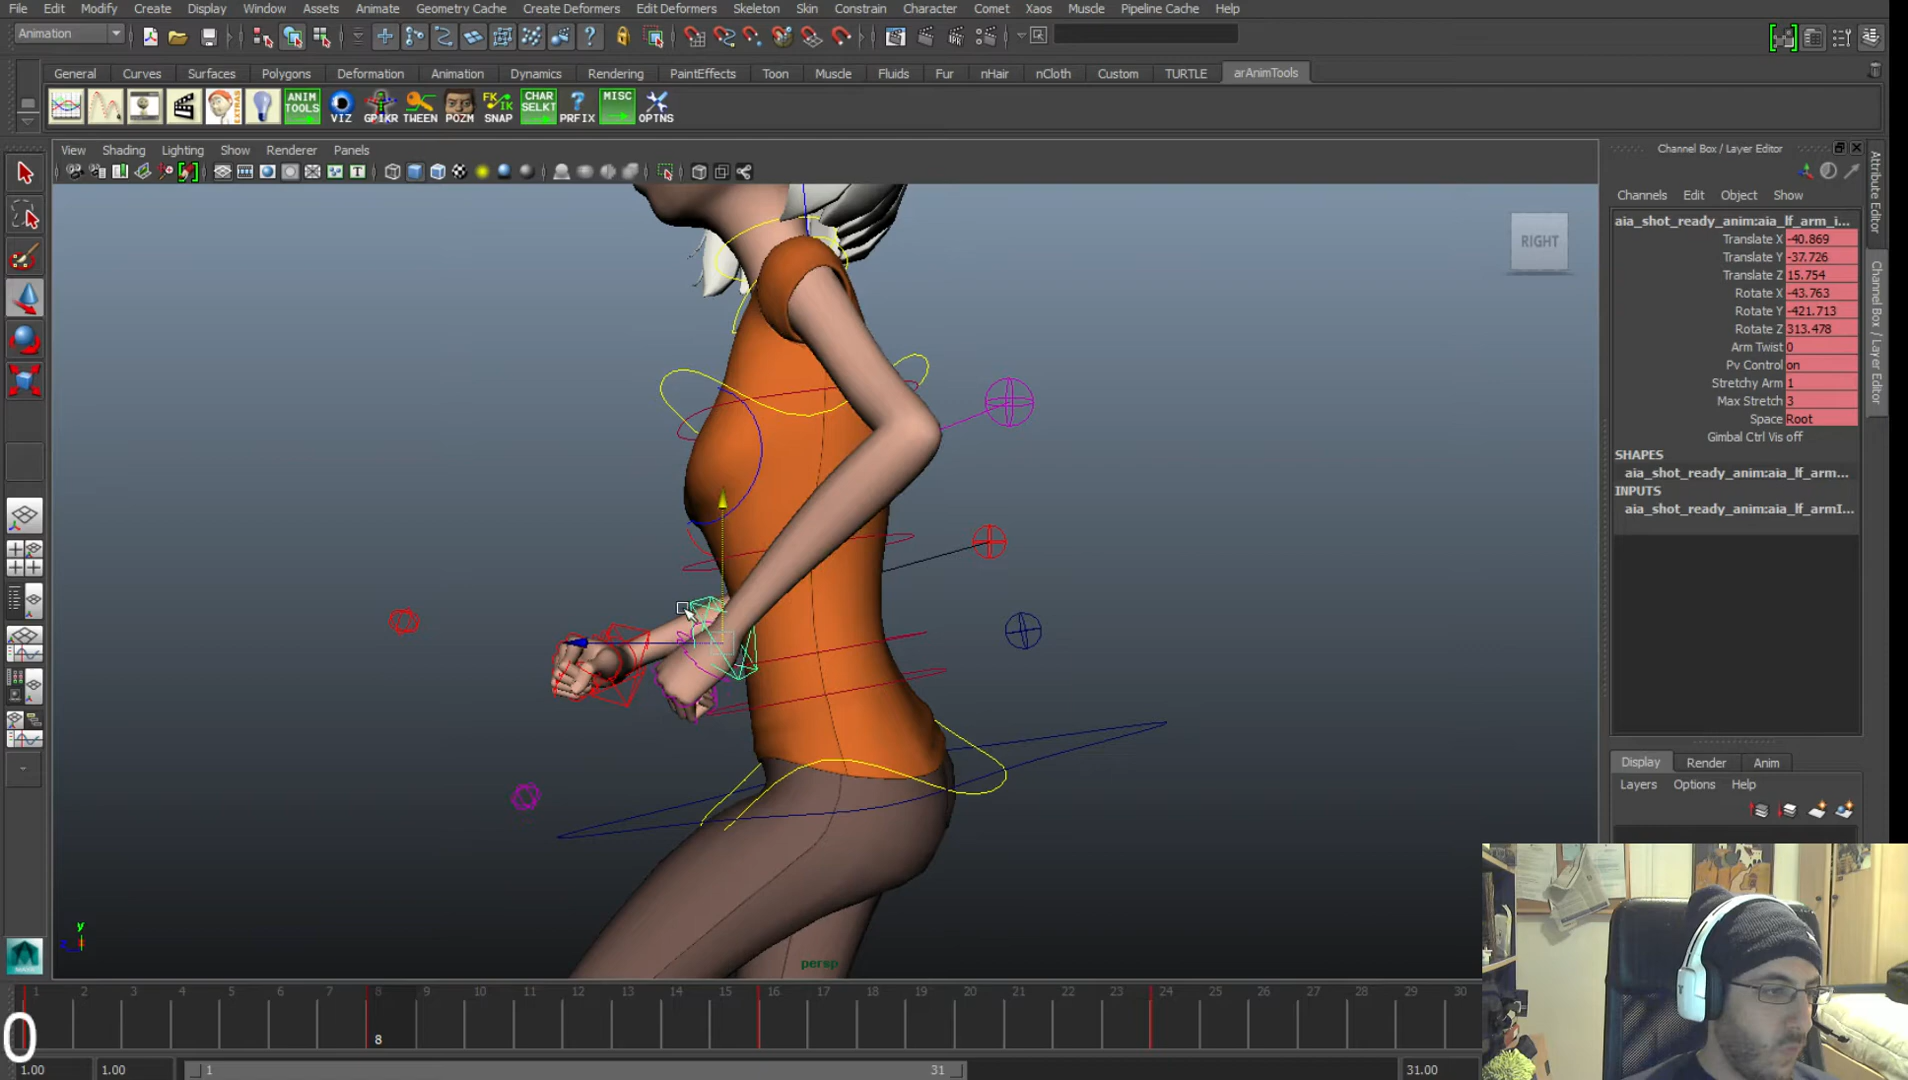 File Edit Modify Create Display Window Assets Animate Geometry Cache Create Deformers Edit Deformers Skeleton Skin Constrain Character Comet Xaos Muscle Pipeline Cache Help
Animation
General Curves Surfaces Polygons Deformation Animation Dynamics Rendering PaintEffects Toon Muscle Fluids Fur nHair nCloth Custom TURTLE arAnimTools
ANIM TOOLS VIZ GPIKR TWEEN POZM FK/IK SNAP CHAR SELKT PRFIX MISC OPTNS
View Shading Lighting Show Renderer Panels
RIGHT
persp
y
Channel Box / Layer Editor
Channels Edit Object Show
aia_shot_ready_anim:aia_lf_arm_i...
Translate X -40.869
Translate Y -37.726
Translate Z 15.754
Rotate X -43.763
Rotate Y -421.713
Rotate Z 313.478
Arm Twist 0
Pv Control on
Stretchy Arm 1
Max Stretch 3
Space Root
Gimbal Ctrl Vis off
SHAPES
aia_shot_ready_anim:aia_lf_arm...
INPUTS
aia_shot_ready_anim:aia_lf_armI...
Attribute Editor
Channel Box / Layer Editor
Display Render Anim
Layers Options Help
1 2 3 4 5 6 7 8 9 10 11 12 13 14 15 16 17 18 19 20 21 22 23 24 25 26 27 28 29 30
0
8
1.00 1.00 1 31 31.00